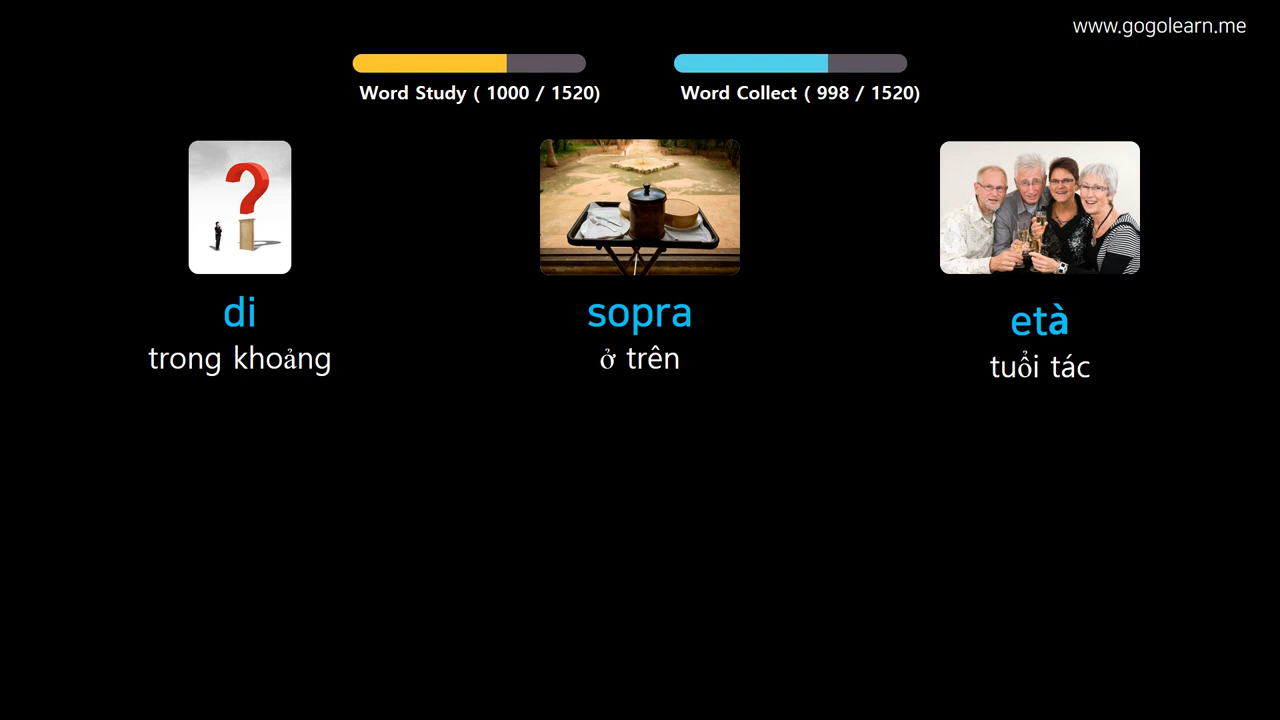 www.gogolearn.me
Word Study ( 1000 / 1520)
Word Collect ( 998 / 1520)
di
trong khoảng
sopra
ở trên
età
tuổi tác